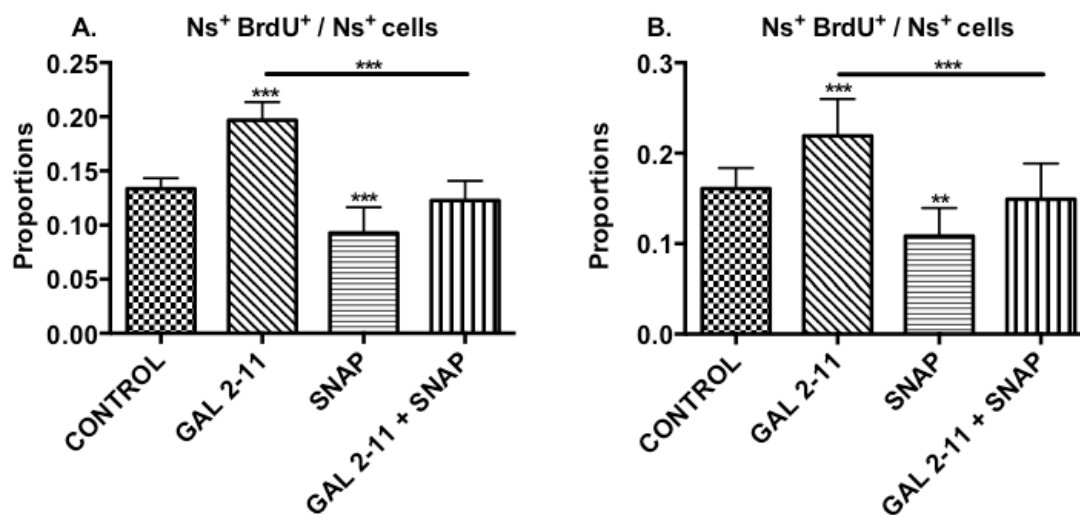 A. Ns⁺ BrdU⁺ / Ns⁺ cells
Proportions
0.25
0.20
0.15
0.10
0.05
0.00
***
***
***
CONTROL
GAL 2-11
SNAP
GAL 2-11 + SNAP
B. Ns⁺ BrdU⁺ / Ns⁺ cells
Proportions
0.3
0.2
0.1
0.0
***
***
**
CONTROL
GAL 2-11
SNAP
GAL 2-11 + SNAP